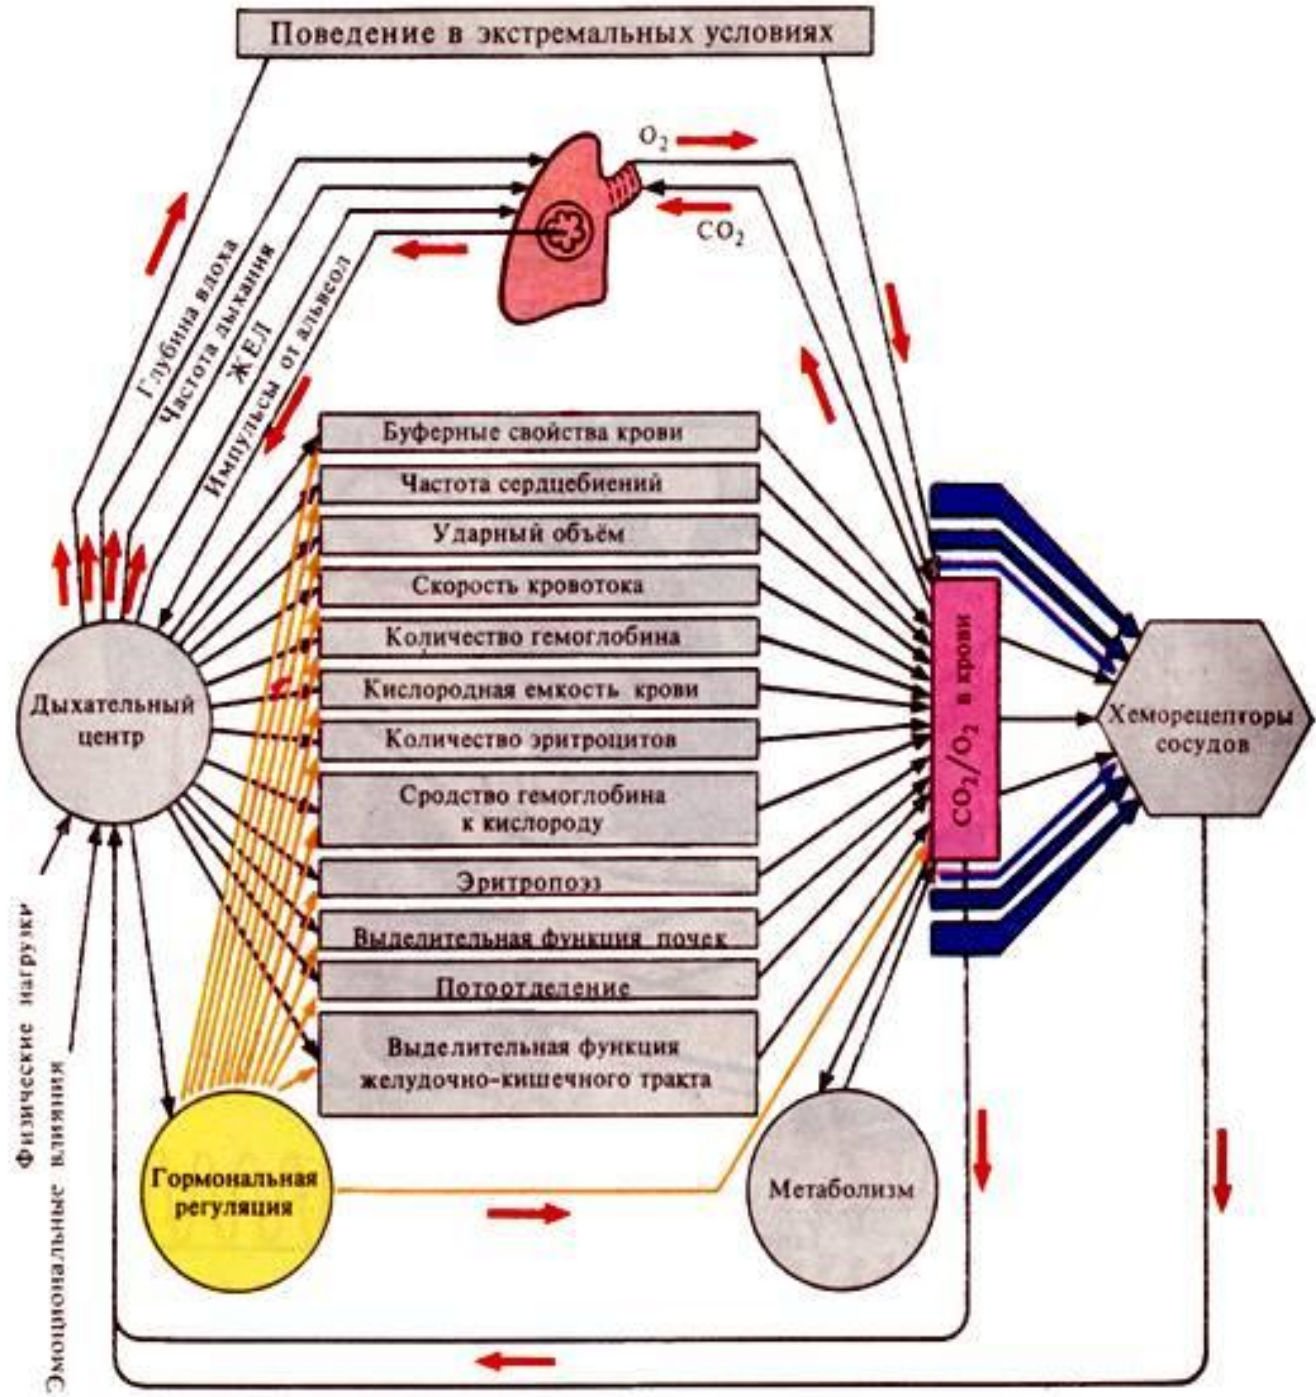 Поведение в экстремальных условиях
O₂
CO₂
Глубина вдоха
Частота дыхания
ЖЕЛ
Импульсы от альвеол
Буферные свойства крови
Частота сердцебиений
Ударный объём
Скорость кровотока
Количество гемоглобина
Кислородная емкость крови
Количество эритроцитов
Сродство гемоглобина
к кислороду
Эритропоэз
Выделительная функция почек
Потоотделение
Выделительная функция
желудочно-кишечного тракта
Дыхательный
центр
CO₂/O₂ в крови
Хеморецепторы
сосудов
Физические нагрузки
Эмоциональные влияния
Гормональная
регуляция
Метаболизм